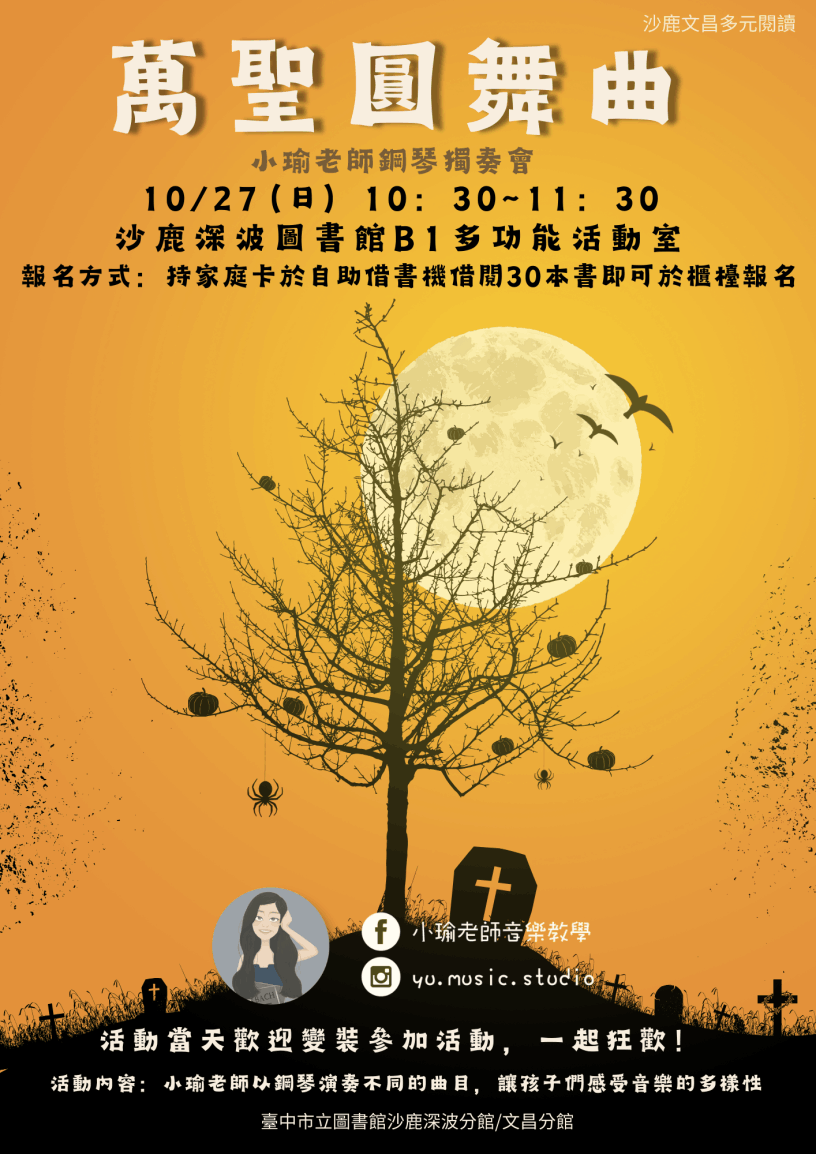 沙鹿文昌多元閱讀
萬聖圓舞曲
小瑜老師鋼琴獨奏會
10/27(日) 10: 30~11: 30
沙鹿深波圖書館B1多功能活動室
報名方式: 持家庭卡於自助借書機借閱30本書即可於櫃檯報名
小瑜老師音樂教學
yu.music.studio
活動當天歡迎變裝參加活動, 一起狂歡!
活動內容: 小瑜老師以鋼琴演奏不同的曲目, 讓孩子們感受音樂的多樣性
臺中市立圖書館沙鹿深波分館/文昌分館